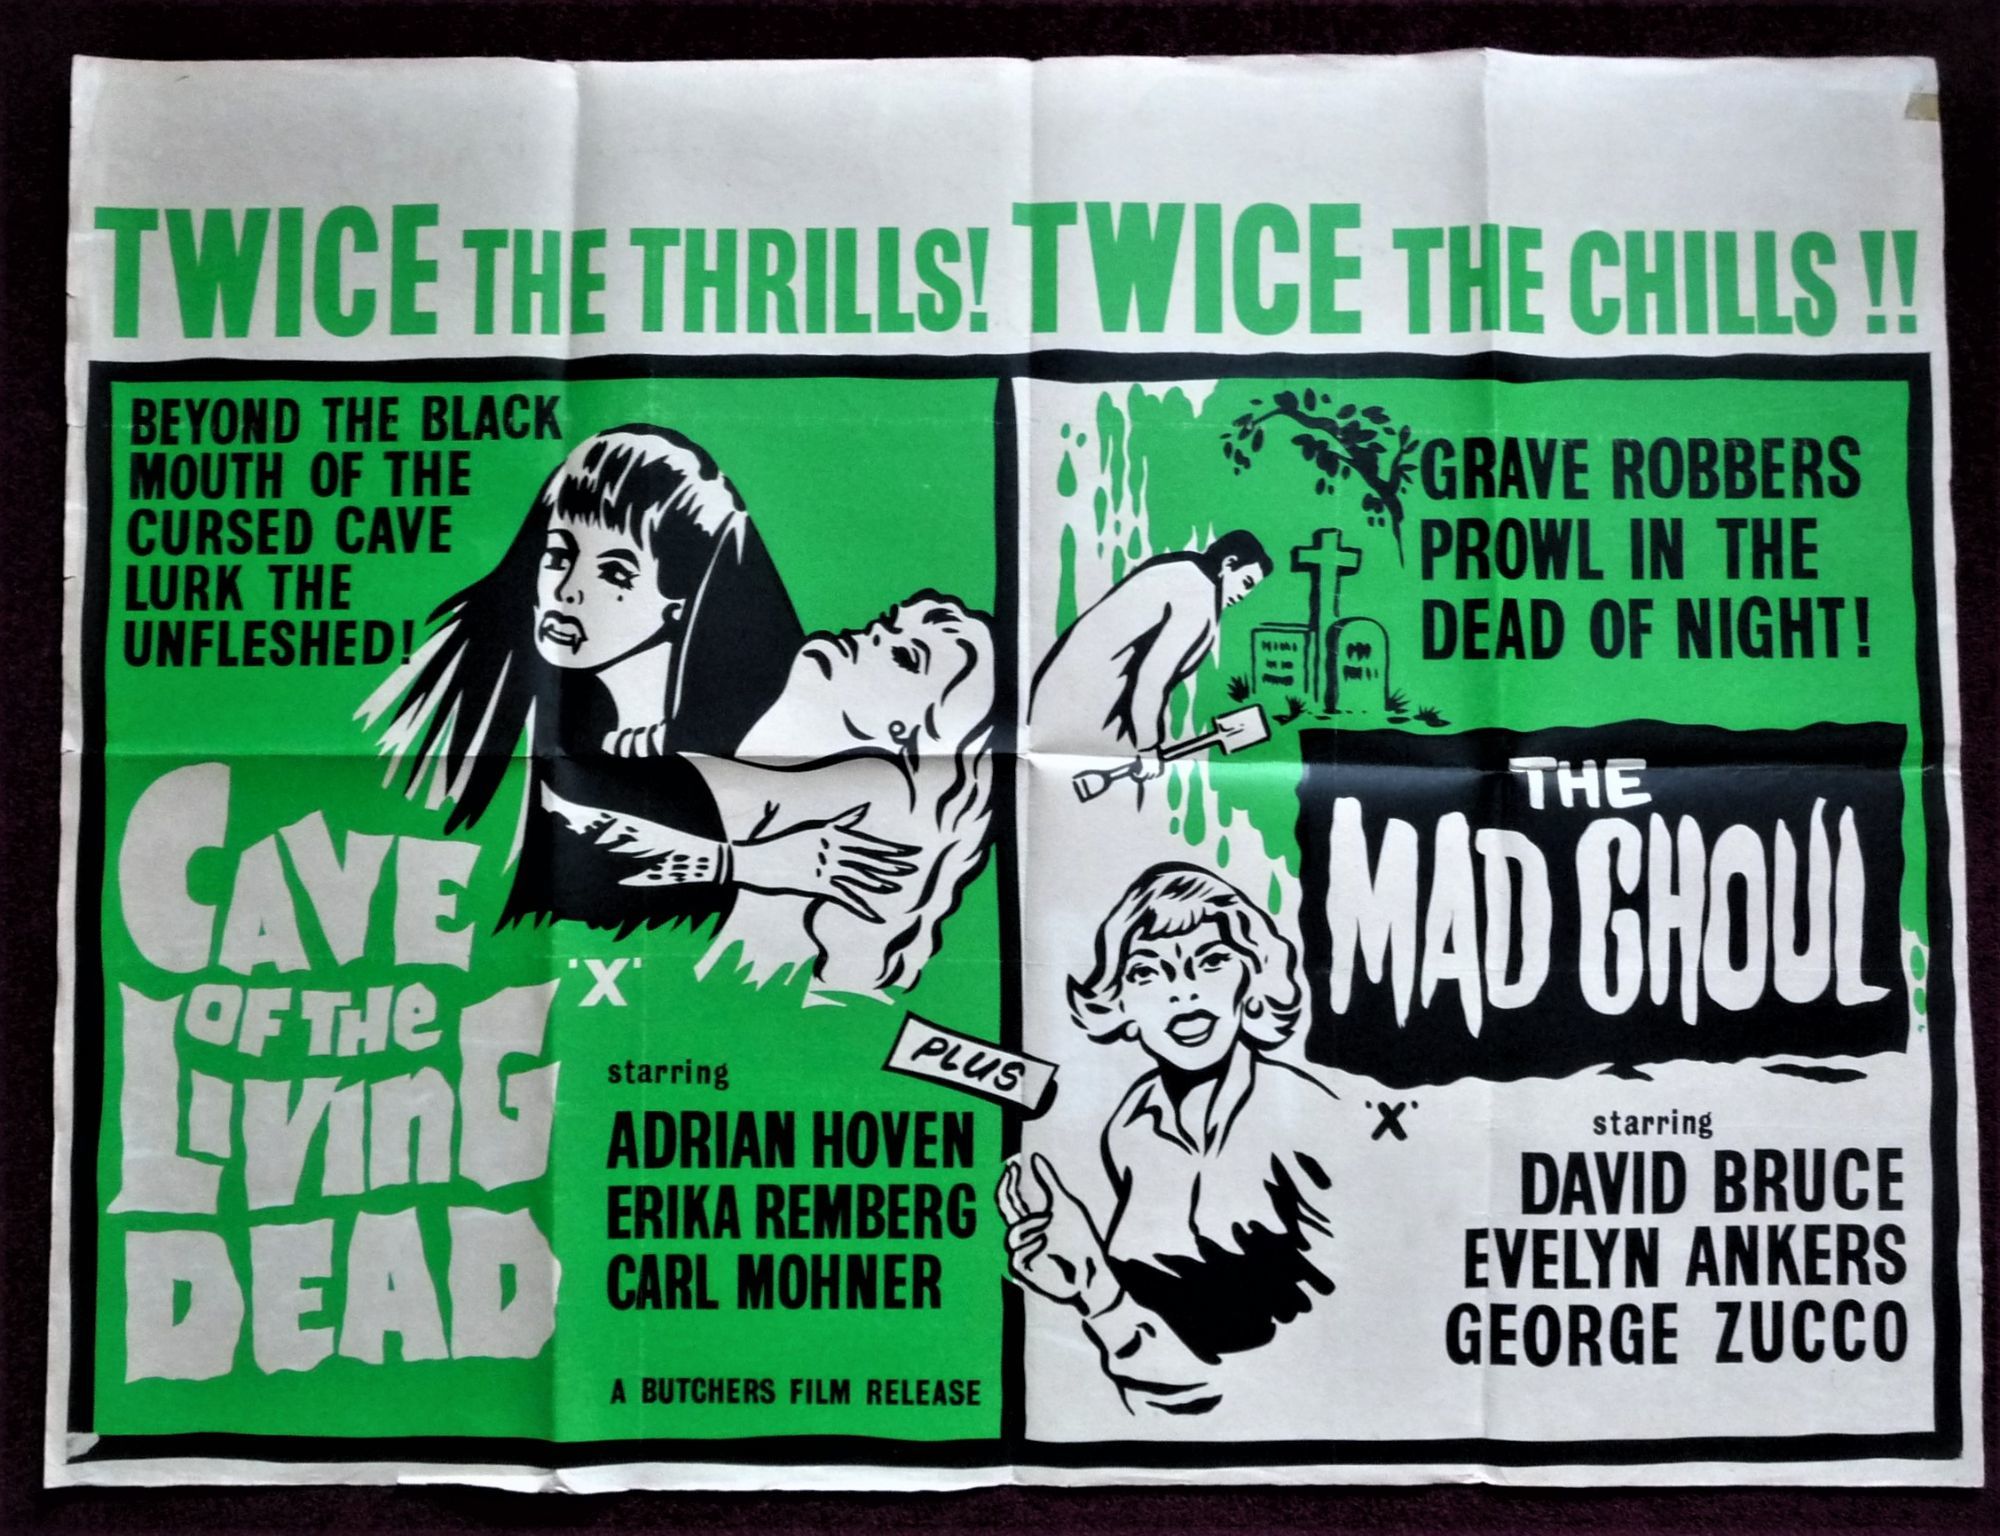 TWICE THE THRILLS! TWICE THE CHILLS !!
BEYOND THE BLACK
MOUTH OF THE
CURSED CAVE
LURK THE
UNFLESHED!
CAVE
OF THE
LIVING
DEAD
'X'
starring
ADRIAN HOVEN
ERIKA REMBERG
CARL MOHNER
A BUTCHERS FILM RELEASE
PLUS
GRAVE ROBBERS
PROWL IN THE
DEAD OF NIGHT!
THE
MAD GHOUL
'X'
starring
DAVID BRUCE
EVELYN ANKERS
GEORGE ZUCCO